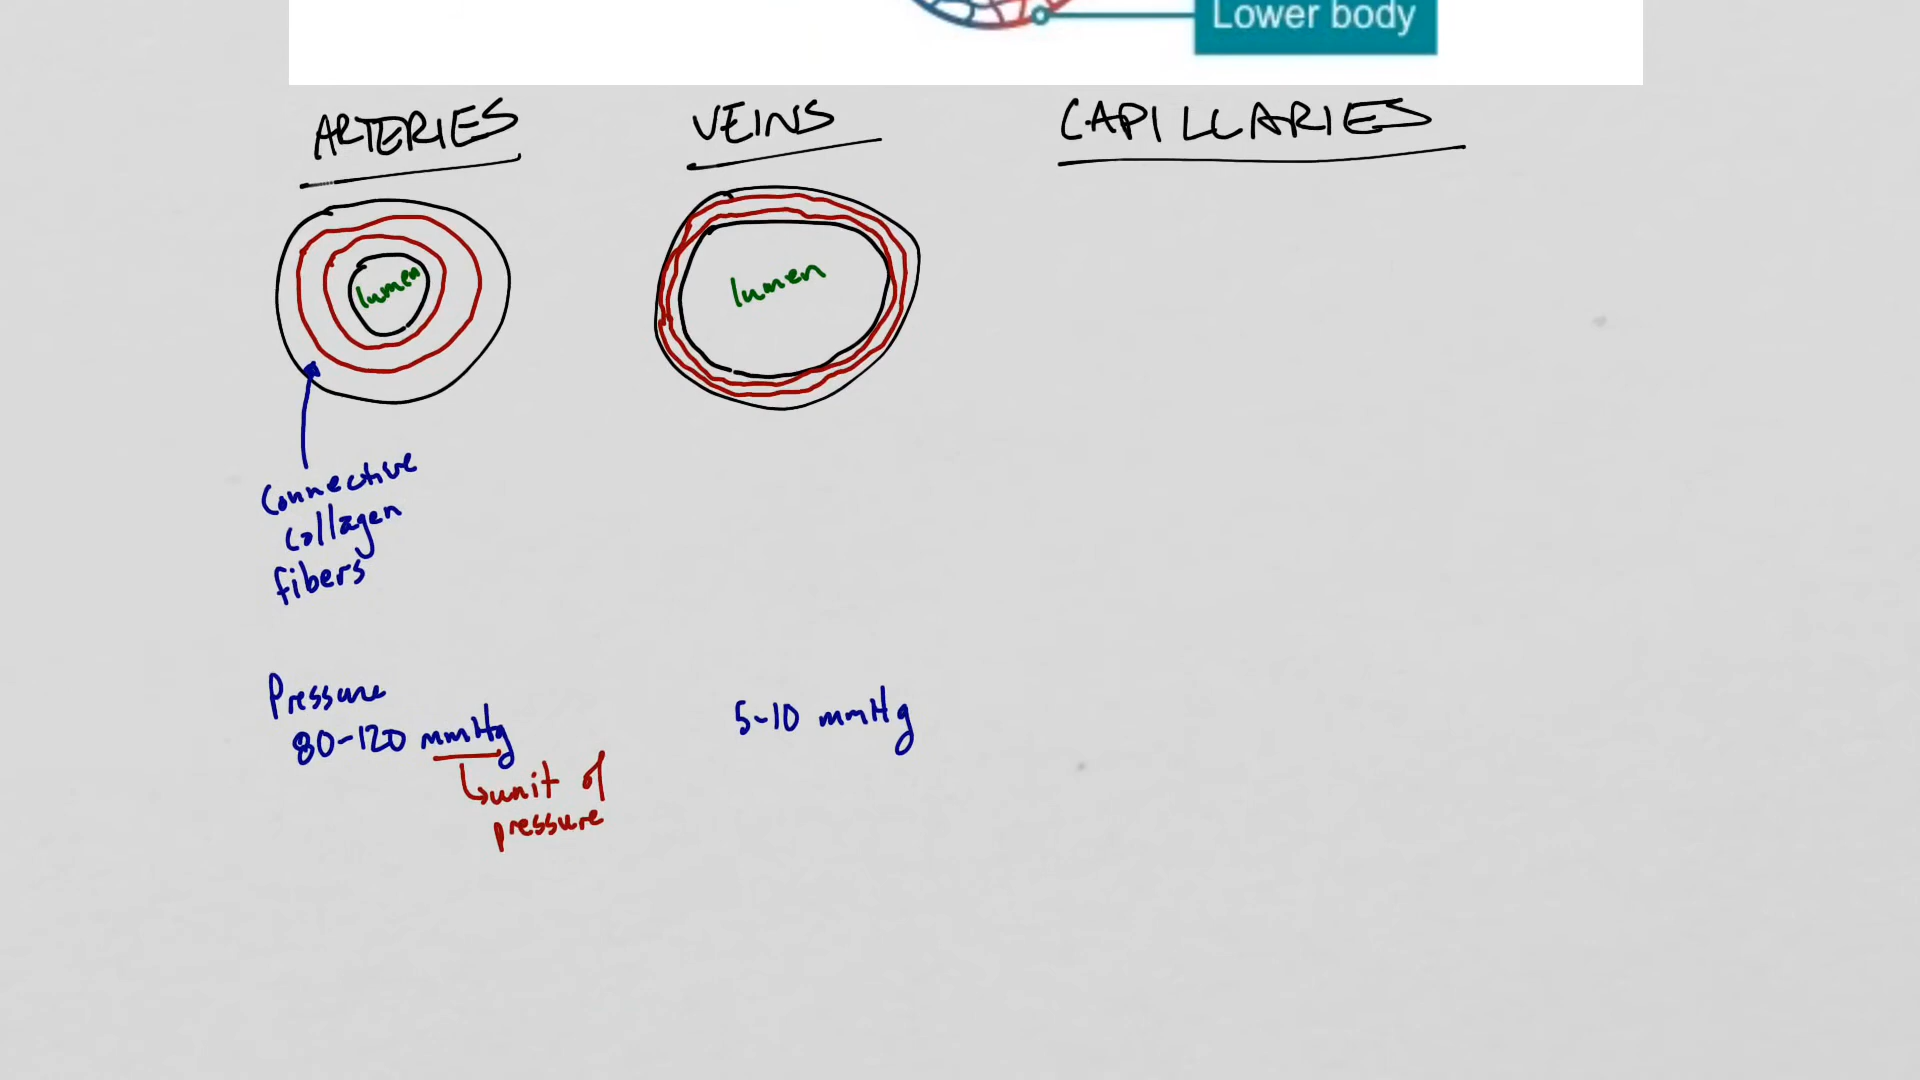 Lower body
ARTERIES
VEINS
CAPILLARIES
lumen
lumen
Connective
collagen
fibers
Pressure
80-120 mmHg
5-10 mmHg
unit of
pressure